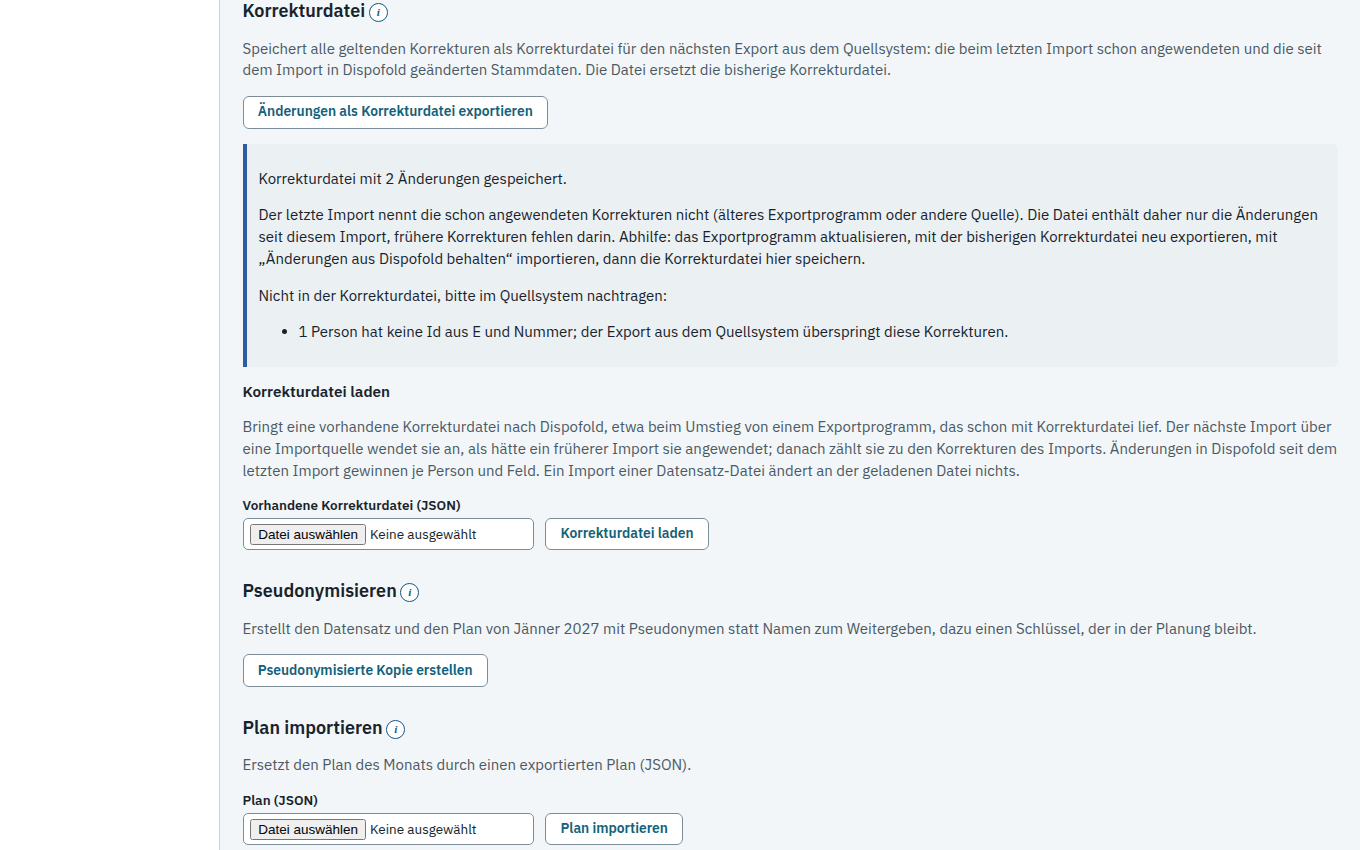 Korrekturdatei i
Speichert alle geltenden Korrekturen als Korrekturdatei für den nächsten Export aus dem Quellsystem: die beim letzten Import schon angewendeten und die seit
dem Import in Dispofold geänderten Stammdaten. Die Datei ersetzt die bisherige Korrekturdatei.
Änderungen als Korrekturdatei exportieren
Korrekturdatei mit 2 Änderungen gespeichert.
Der letzte Import nennt die schon angewendeten Korrekturen nicht (älteres Exportprogramm oder andere Quelle). Die Datei enthält daher nur die Änderungen
seit diesem Import, frühere Korrekturen fehlen darin. Abhilfe: das Exportprogramm aktualisieren, mit der bisherigen Korrekturdatei neu exportieren, mit
„Änderungen aus Dispofold behalten“ importieren, dann die Korrekturdatei hier speichern.
Nicht in der Korrekturdatei, bitte im Quellsystem nachtragen:
• 1 Person hat keine Id aus E und Nummer; der Export aus dem Quellsystem überspringt diese Korrekturen.
Korrekturdatei laden
Bringt eine vorhandene Korrekturdatei nach Dispofold, etwa beim Umstieg von einem Exportprogramm, das schon mit Korrekturdatei lief. Der nächste Import über
eine Importquelle wendet sie an, als hätte ein früherer Import sie angewendet; danach zählt sie zu den Korrekturen des Imports. Änderungen in Dispofold seit dem
letzten Import gewinnen je Person und Feld. Ein Import einer Datensatz-Datei ändert an der geladenen Datei nichts.
Vorhandene Korrekturdatei (JSON)
Datei auswählen Keine ausgewählt Korrekturdatei laden
Pseudonymisieren i
Erstellt den Datensatz und den Plan von Jänner 2027 mit Pseudonymen statt Namen zum Weitergeben, dazu einen Schlüssel, der in der Planung bleibt.
Pseudonymisierte Kopie erstellen
Plan importieren i
Ersetzt den Plan des Monats durch einen exportierten Plan (JSON).
Plan (JSON)
Datei auswählen Keine ausgewählt Plan importieren